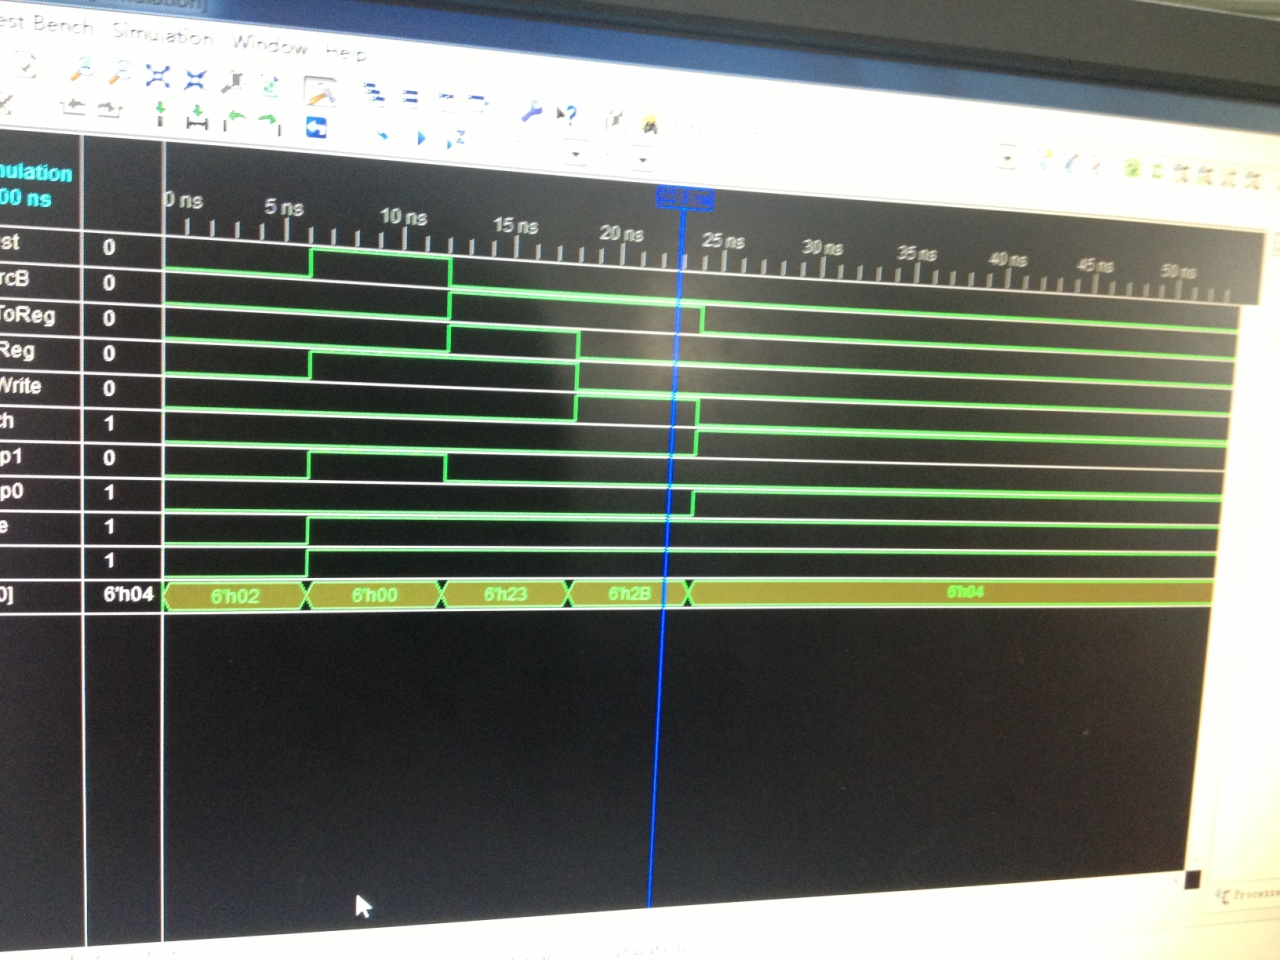 est Bench Simulation Window Help
mulation
00 ns
0 ns 5 ns 10 ns 15 ns 20 ns 25 ns 30 ns 35 ns 40 ns 45 ns 50 ns
st 0
rcB 0
ToReg 0
Reg 0
Write 0
ch 1
p1 0
p0 1
e 1
1
0] 6'h04 6'h02 6'h00 6'h23 6'h2B 6'h04
Processe